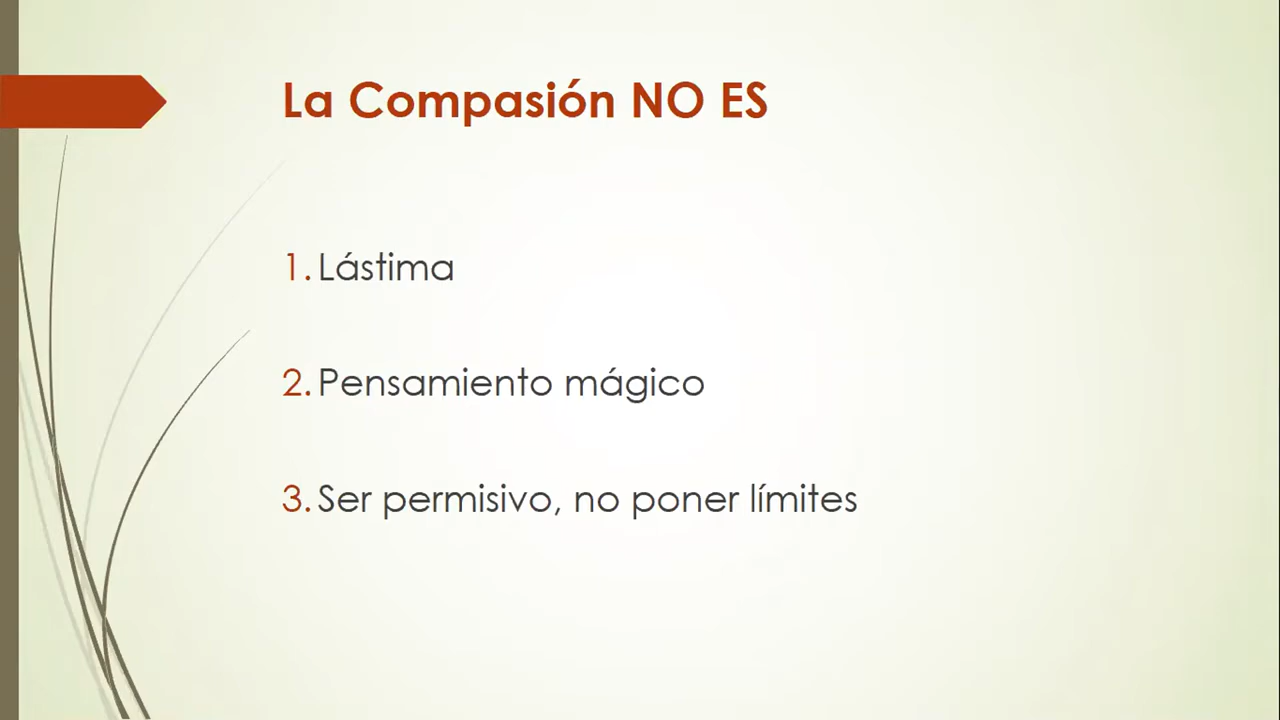 La Compasión NO ES
1. Lástima
2. Pensamiento mágico
3. Ser permisivo, no poner límites